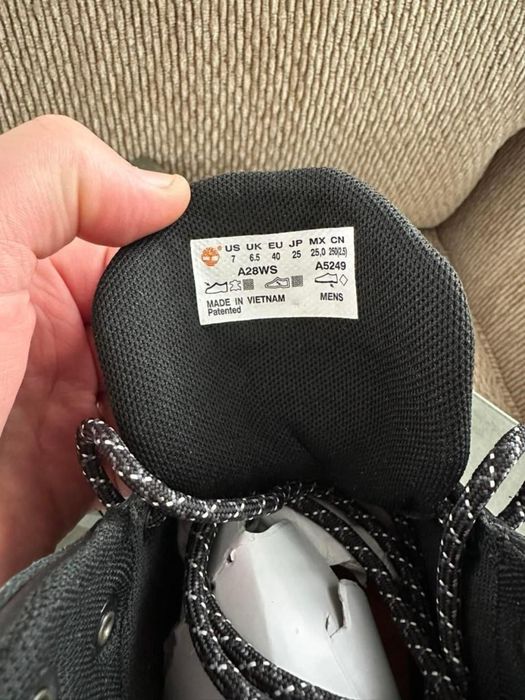 US UK EU JP MX CN
7 6.5 40 25 25,0 250(2.5)
A28WS A5249
MADE IN VIETNAM MENS
Patented